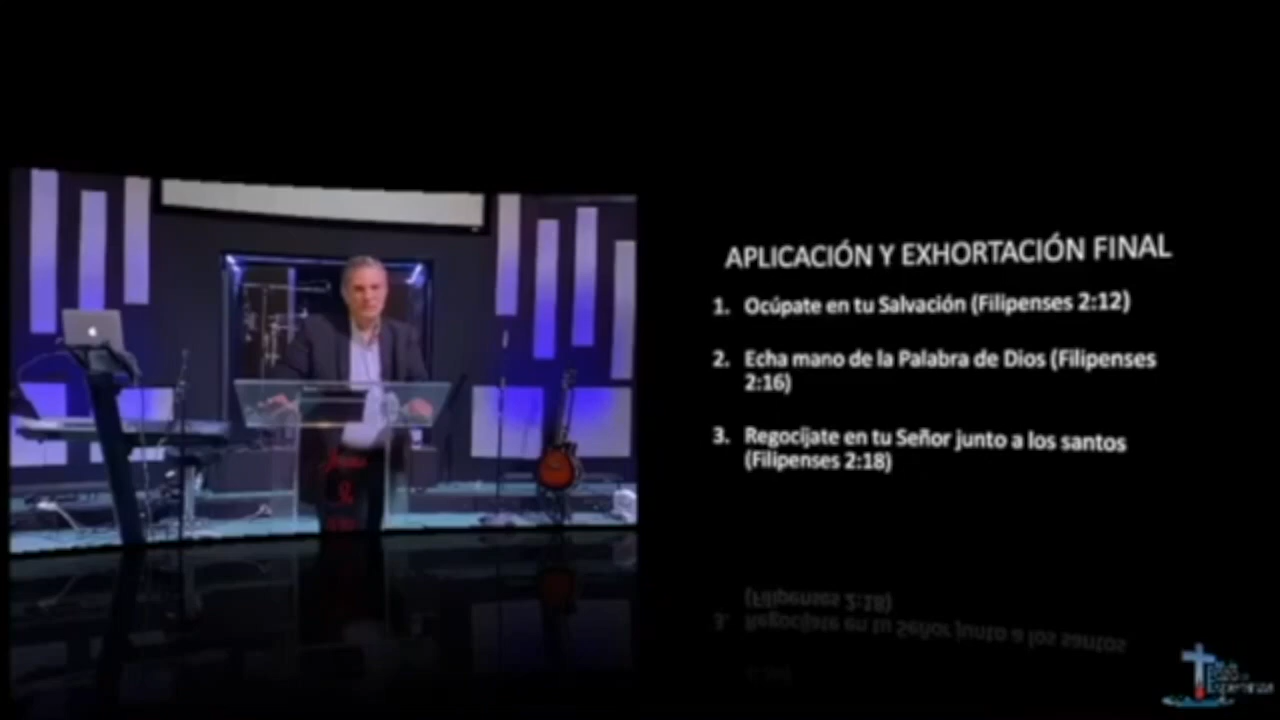 APLICACIÓN Y EXHORTACIÓN FINAL
1. Ocúpate en tu Salvación (Filipenses 2:12)
2. Echa mano de la Palabra de Dios (Filipenses
2:16)
3. Regocíjate en tu Señor junto a los santos
(Filipenses 2:18)